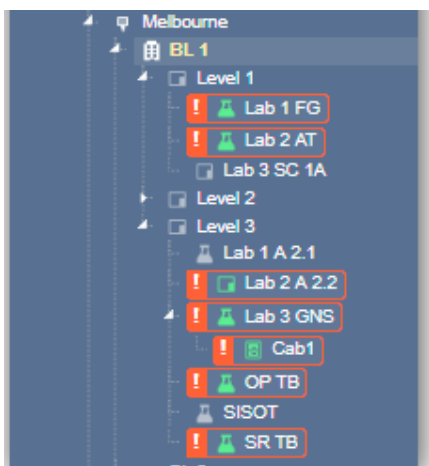 Melbourne
BL 1
Level 1
! Lab 1 FG
! Lab 2 AT
Lab 3 SC 1A
Level 2
Level 3
Lab 1 A 2.1
! Lab 2 A 2.2
! Lab 3 GNS
! Cab1
! OP TB
SISOT
! SR TB